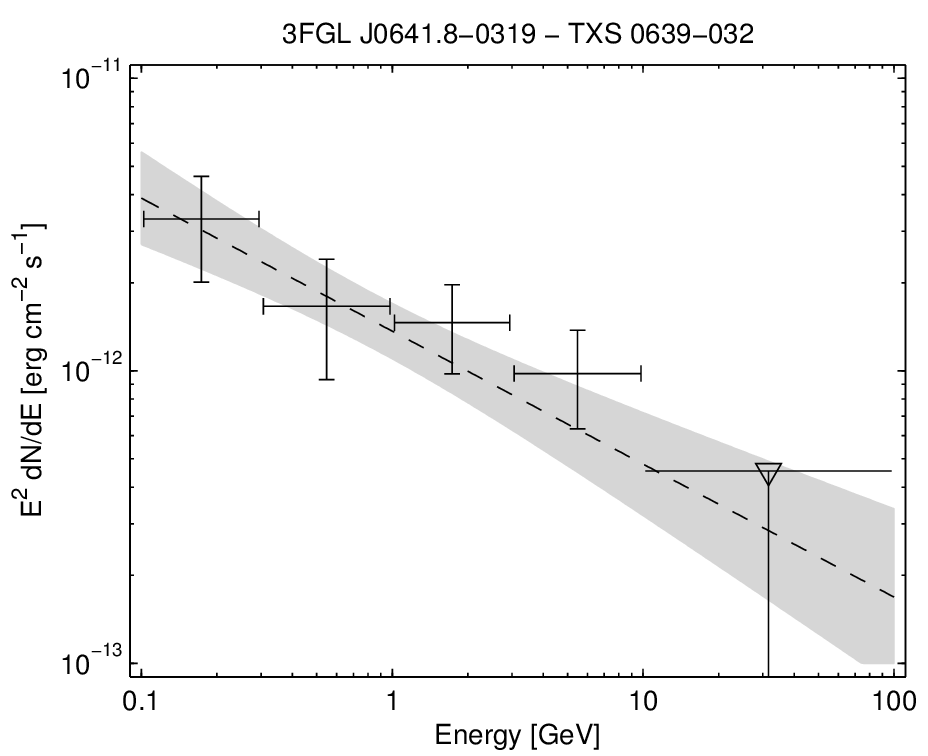 3FGL J0641.8−0319 − TXS 0639−032
10⁻¹¹
10⁻¹²
10⁻¹³
E² dN/dE [erg cm⁻² s⁻¹]
0.1 1 10 100
Energy [GeV]